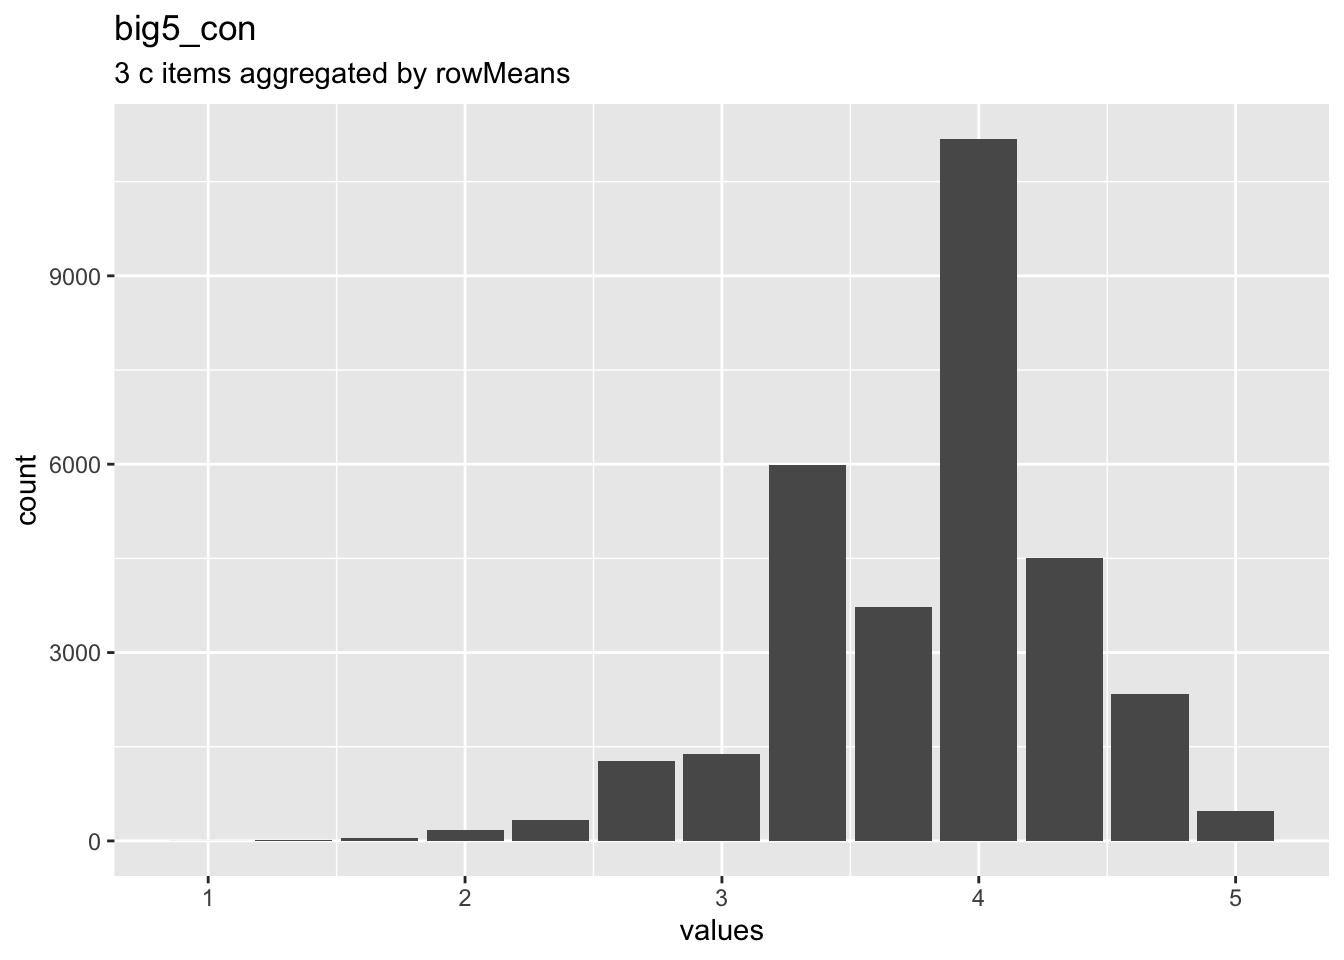 big5_con
3 c items aggregated by rowMeans
9000
6000
3000
0
count
1 2 3 4 5
values